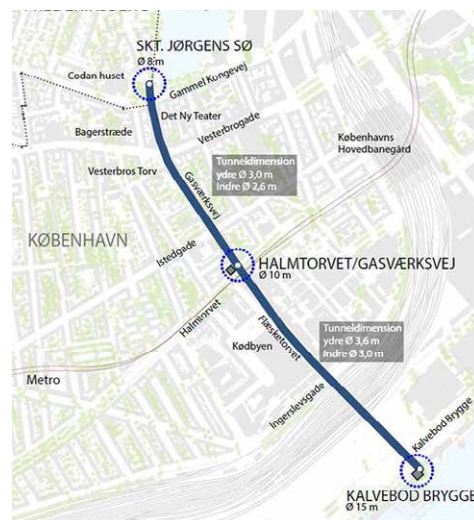 SKT. JØRGENS SØ
Ø 8 m
Codan huset
Gammel Kongevej
Det Ny Teater
Bagerstræde
Vesterbrogade
Københavns
Hovedbanegård
Vesterbros Torv
Tunneldimension
ydre Ø 3,0 m
Indre Ø 2,6 m
Gasværksvej
KØBENHAVN
Istedgade
HALMTORVET/GASVÆRKSVEJ
Ø 10 m
Halmtorvet
Flæsketorvet
Tunneldimension
ydre Ø 3,6 m
Indre Ø 3,0 m
Kødbyen
Metro
Ingerslevsgade
Kalvebod Brygge
KALVEBOD BRYGGE
Ø 15 m